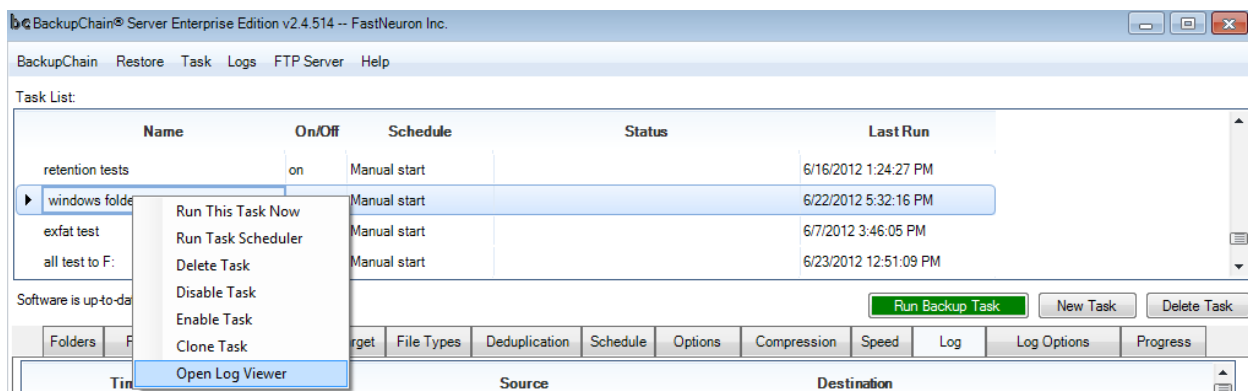 BackupChain® Server Enterprise Edition v2.4.514 -- FastNeuron Inc.
BackupChain Restore Task Logs FTP Server Help
Task List:
Name On/Off Schedule Status Last Run
retention tests on Manual start 6/16/2012 1:24:27 PM
windows folde Manual start 6/22/2012 5:32:16 PM
exfat test Manual start 6/7/2012 3:46:05 PM
all test to F: Manual start 6/23/2012 12:51:09 PM
Run This Task Now
Run Task Scheduler
Delete Task
Disable Task
Enable Task
Clone Task
Open Log Viewer
Software is up-to-da Run Backup Task New Task Delete Task
Folders F rget File Types Deduplication Schedule Options Compression Speed Log Log Options Progress
Tim Source Destination